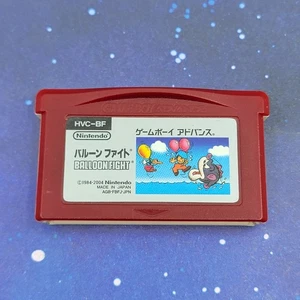 HVC-BF
Nintendo
ゲームボーイ アドバンス
バルーン ファイト
BALLOON FIGHT
©1984-2004 Nintendo
MADE IN JAPAN
AGB-FBFJ-JPN